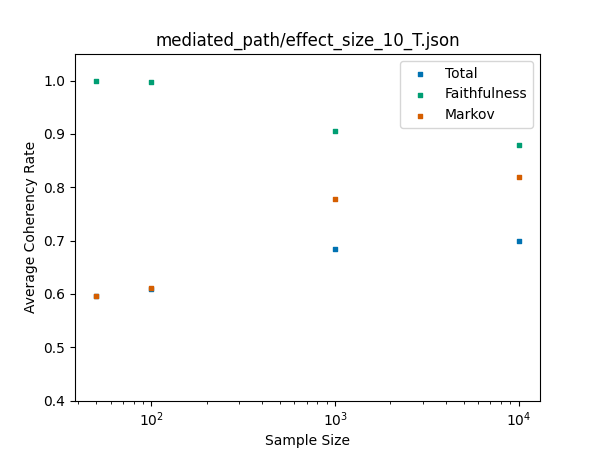 mediated_path/effect_size_10_T.json
Total
Faithfulness
Markov
1.0
0.9
0.8
0.7
0.6
0.5
0.4
Average Coherency Rate
10² 10³ 10⁴
Sample Size